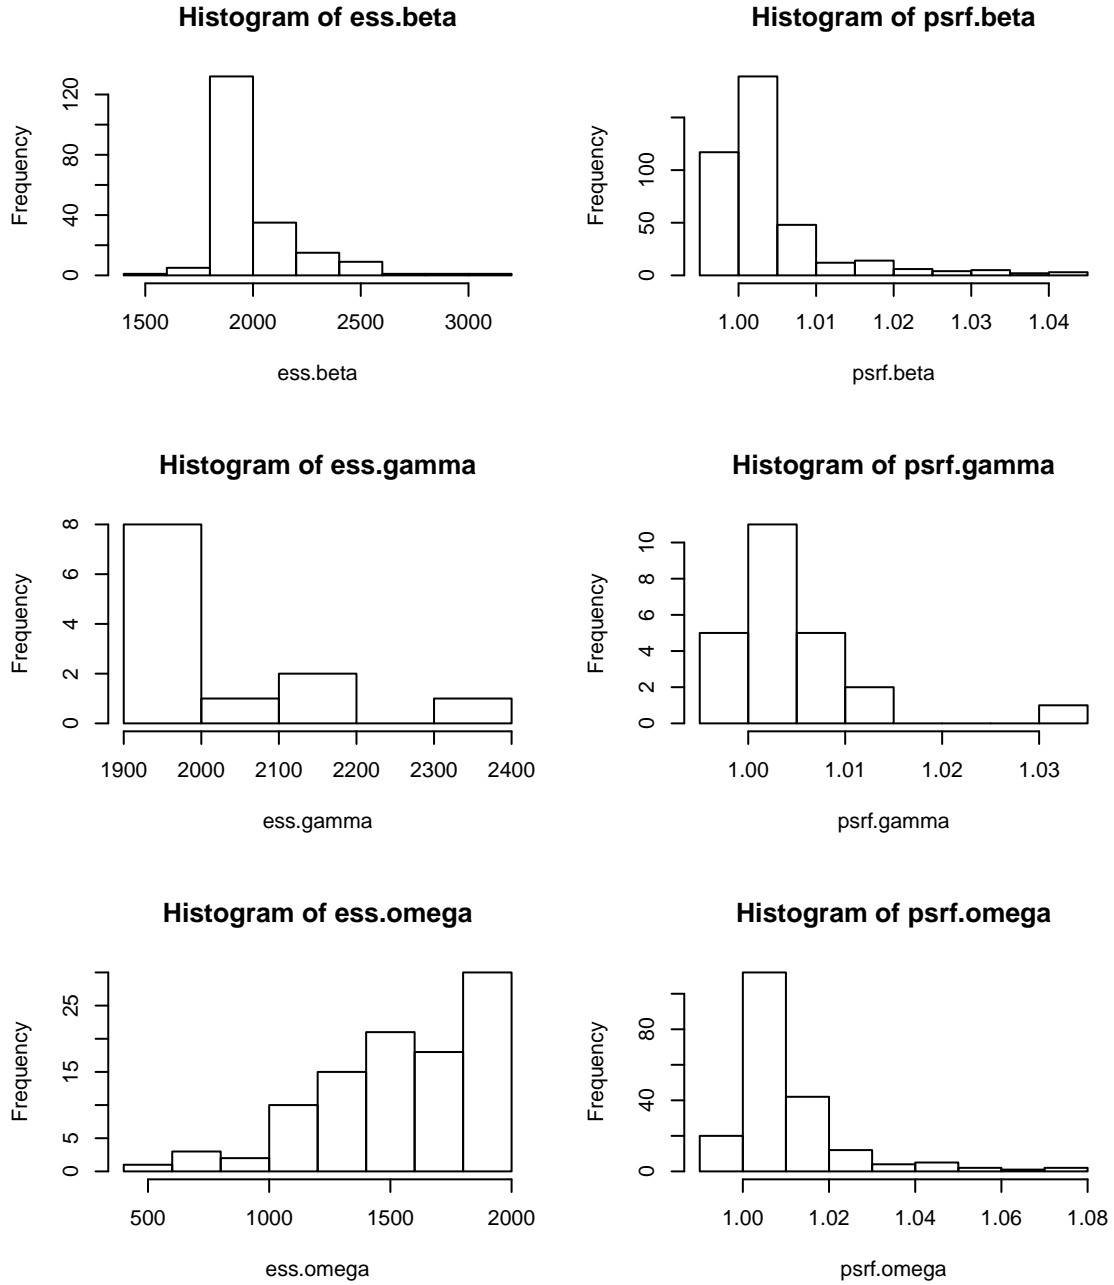 Histogram of ess.beta
Frequency
0 40 80 120
1500 2000 2500 3000
ess.beta
Histogram of psrf.beta
Frequency
0 50 100
1.00 1.01 1.02 1.03 1.04
psrf.beta
Histogram of ess.gamma
Frequency
0 2 4 6 8
1900 2000 2100 2200 2300 2400
ess.gamma
Histogram of psrf.gamma
Frequency
0 2 4 6 8 10
1.00 1.01 1.02 1.03
psrf.gamma
Histogram of ess.omega
Frequency
0 5 15 25
500 1000 1500 2000
ess.omega
Histogram of psrf.omega
Frequency
0 40 80
1.00 1.02 1.04 1.06 1.08
psrf.omega